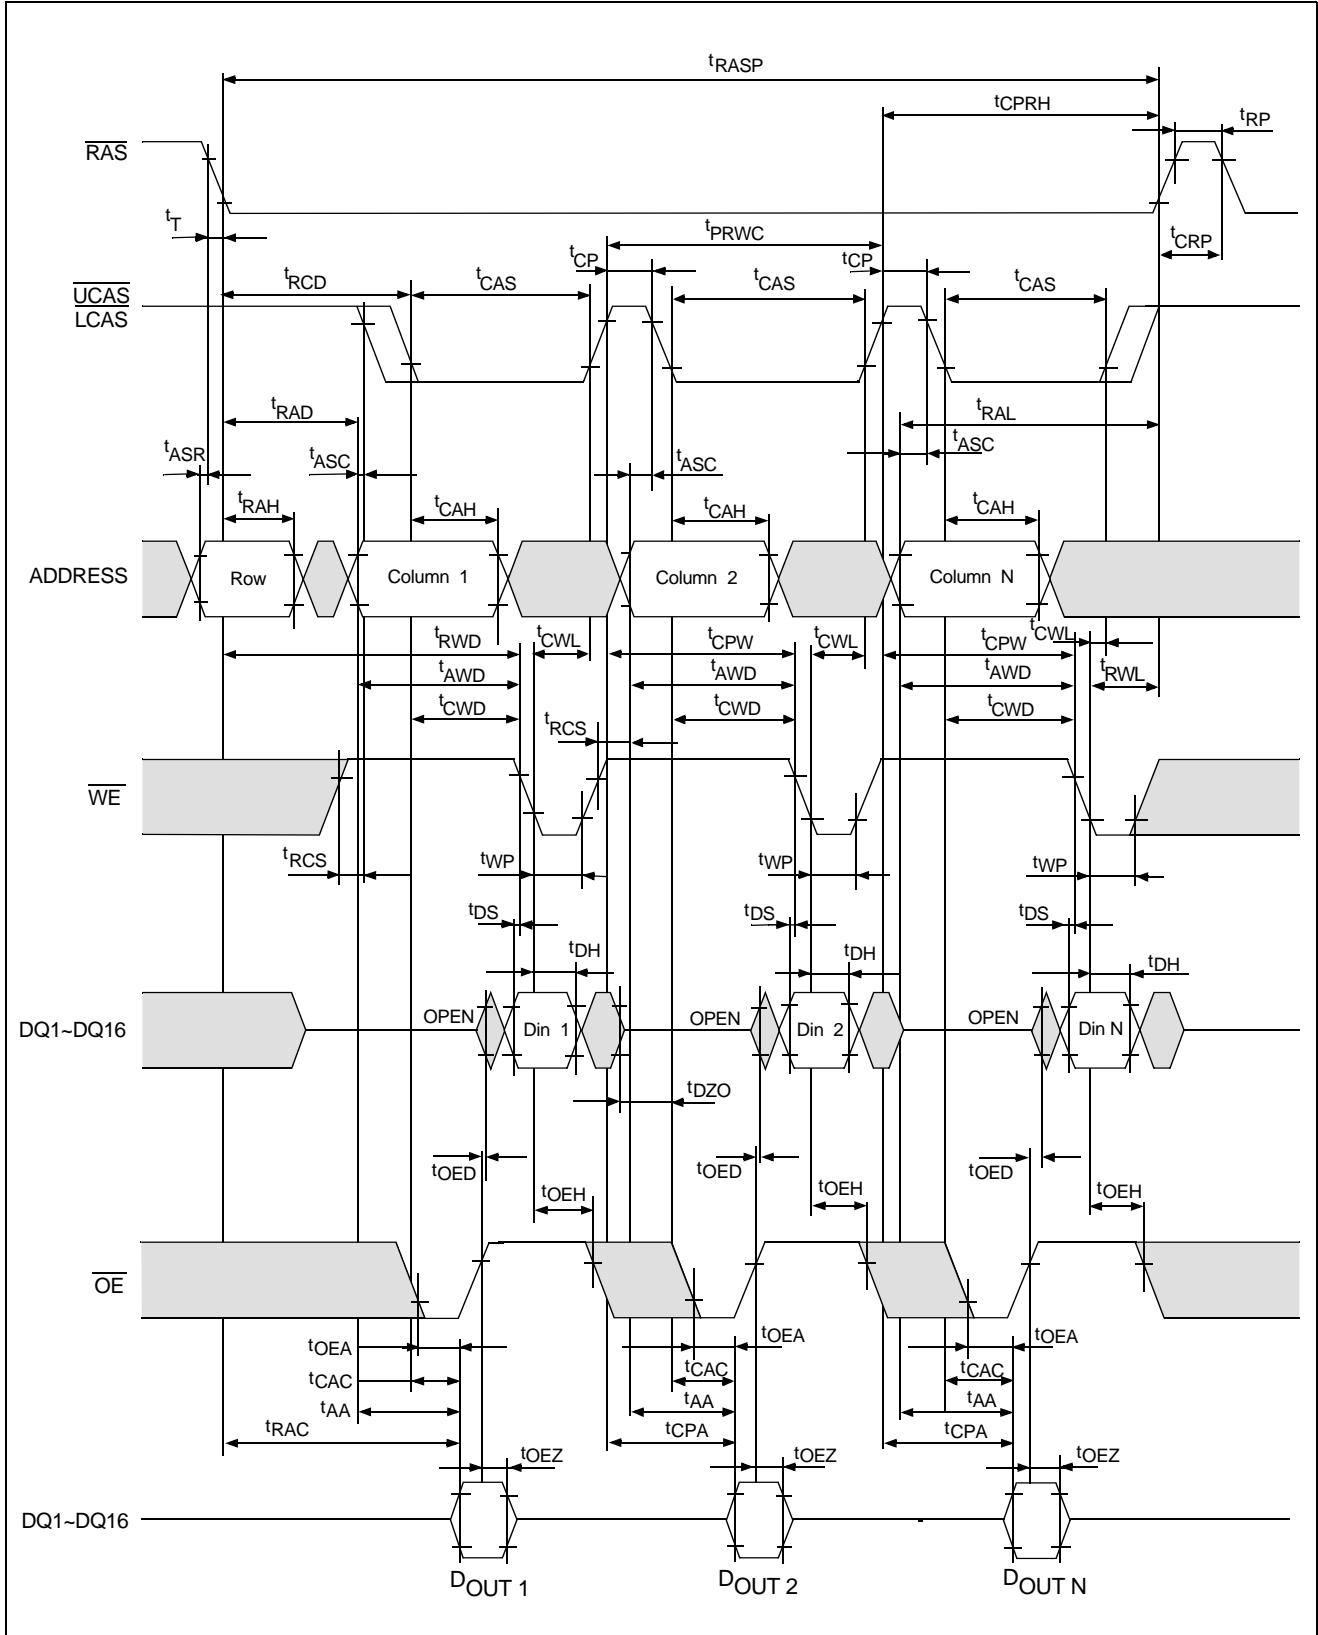 tRASP
tCPRH
tRP
RAS
tT
tPRWC
tCRP
tCP
tCP
tRCD
tCAS
tCAS
tCAS
UCAS
LCAS
tRAD
tRAL
tASR
tASC
tASC
tASC
tRAH
tCAH
tCAH
tCAH
ADDRESS
Row
Column 1
Column 2
Column N
tRWD
tCWL
tCPW
tCWL
tCPW
tCWL
tAWD
tAWD
tAWD
tRWL
tCWD
tRCS
tCWD
tCWD
WE
tRCS
tWP
tWP
tWP
tDS
tDS
tDS
tDH
tDH
tDH
DQ1~DQ16
OPEN
Din 1
OPEN
Din 2
OPEN
Din N
tDZO
tOED
tOED
tOED
tOEH
tOEH
tOEH
OE
tOEA
tOEA
tOEA
tCAC
tCAC
tCAC
tAA
tAA
tAA
tRAC
tCPA
tCPA
tOEZ
tOEZ
tOEZ
DQ1~DQ16
DOUT 1
DOUT 2
DOUT N